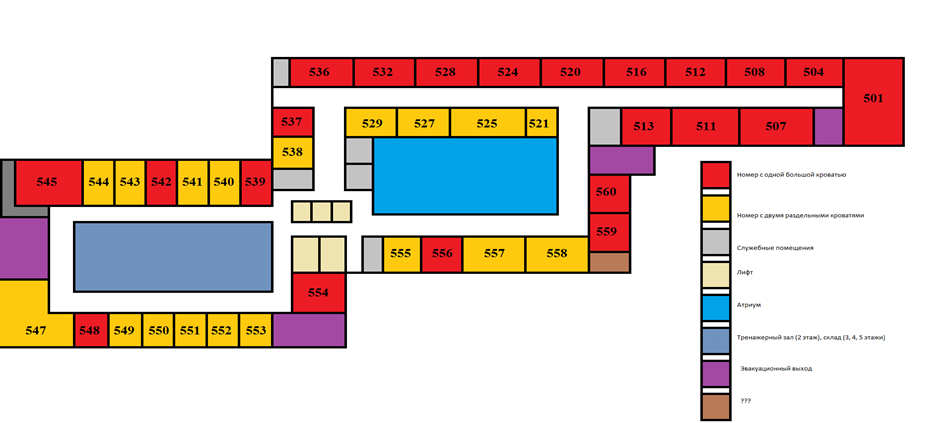 536 532 528 524 520 516 512 508 504
501
537 529 527 525 521 513 511 507
538
545 544 543 542 541 540 539
560
559
555 556 557 558
554
547 548 549 550 551 552 553
Номер с одной большой кроватью
Номер с двумя раздельными кроватями
Служебные помещения
Лифт
Атриум
Тренажерный зал (2 этаж), склад (3, 4, 5 этажи)
Эвакуационный выход
???